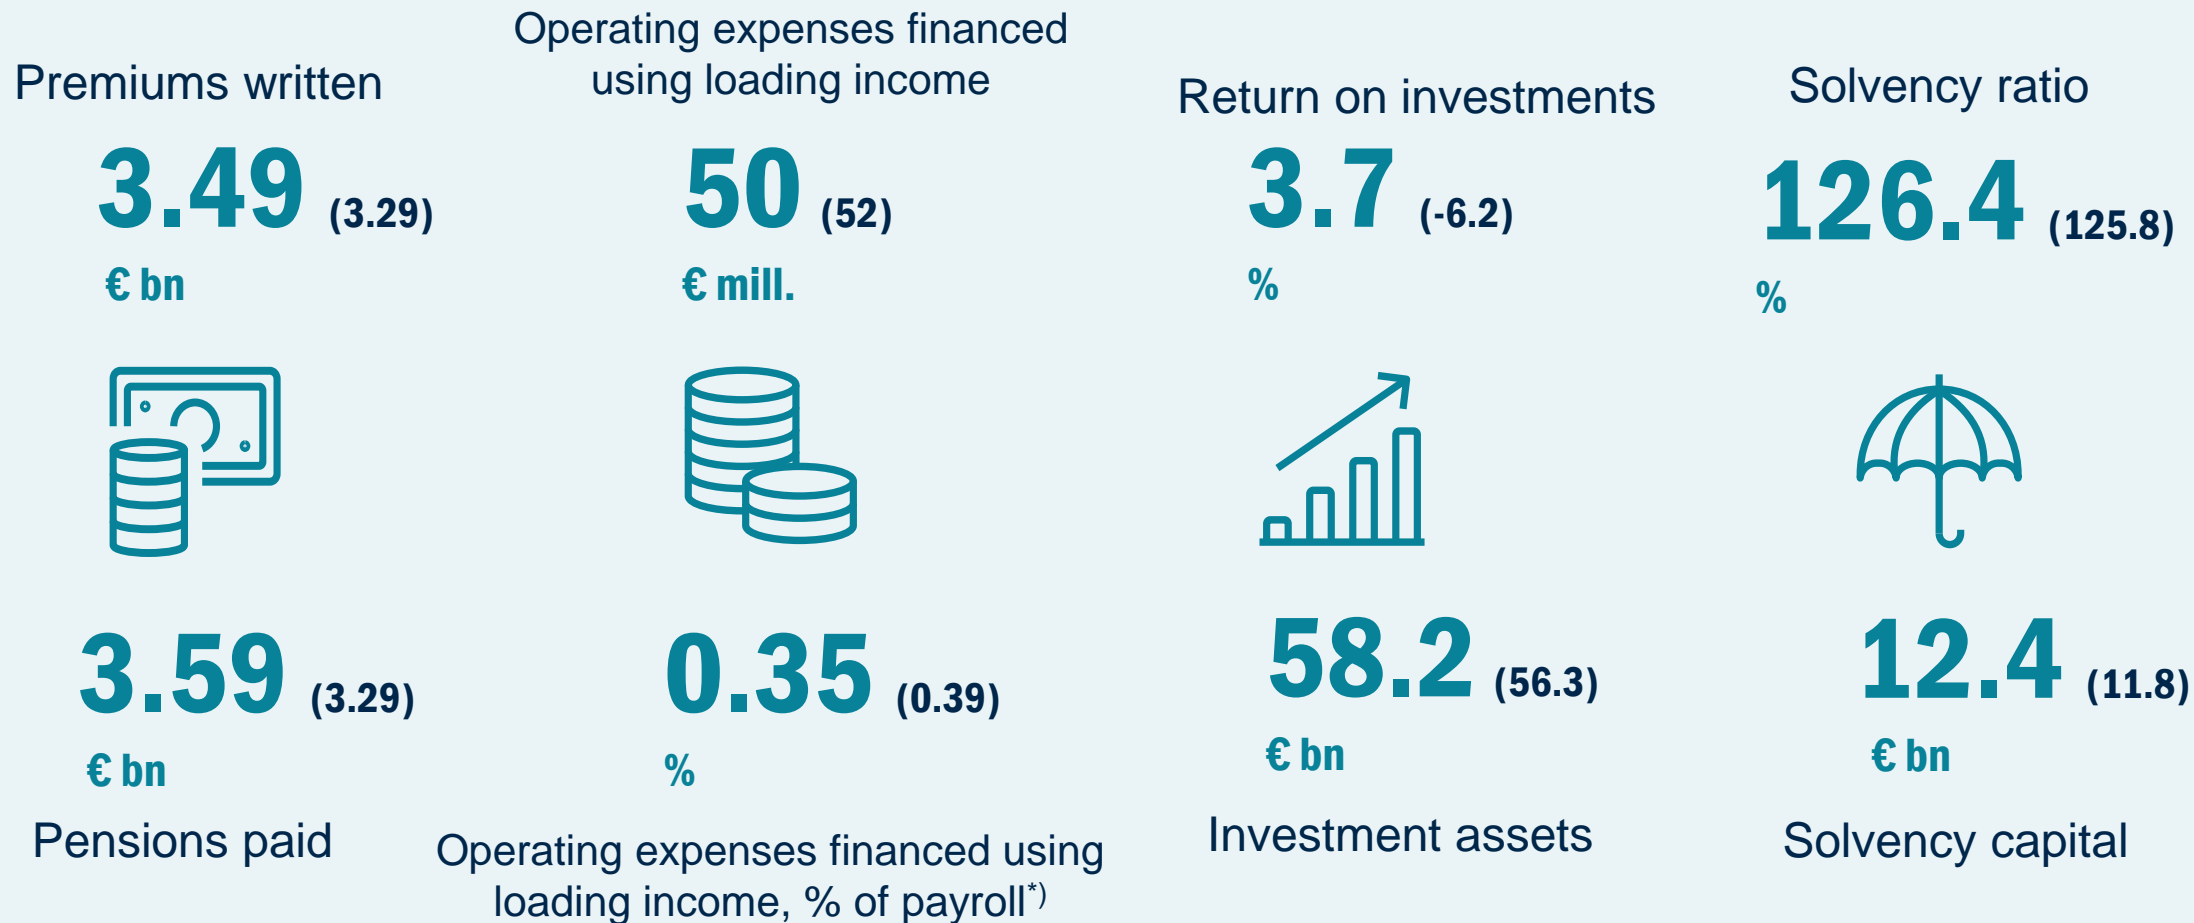 Premiums written
3.49 (3.29)
€ bn
Operating expenses financed
using loading income
50 (52)
€ mill.
Return on investments
3.7 (-6.2)
%
Solvency ratio
126.4 (125.8)
%
3.59 (3.29)
€ bn
Pensions paid
0.35 (0.39)
%
Operating expenses financed using
loading income, % of payroll*)
58.2 (56.3)
€ bn
Investment assets
12.4 (11.8)
€ bn
Solvency capital